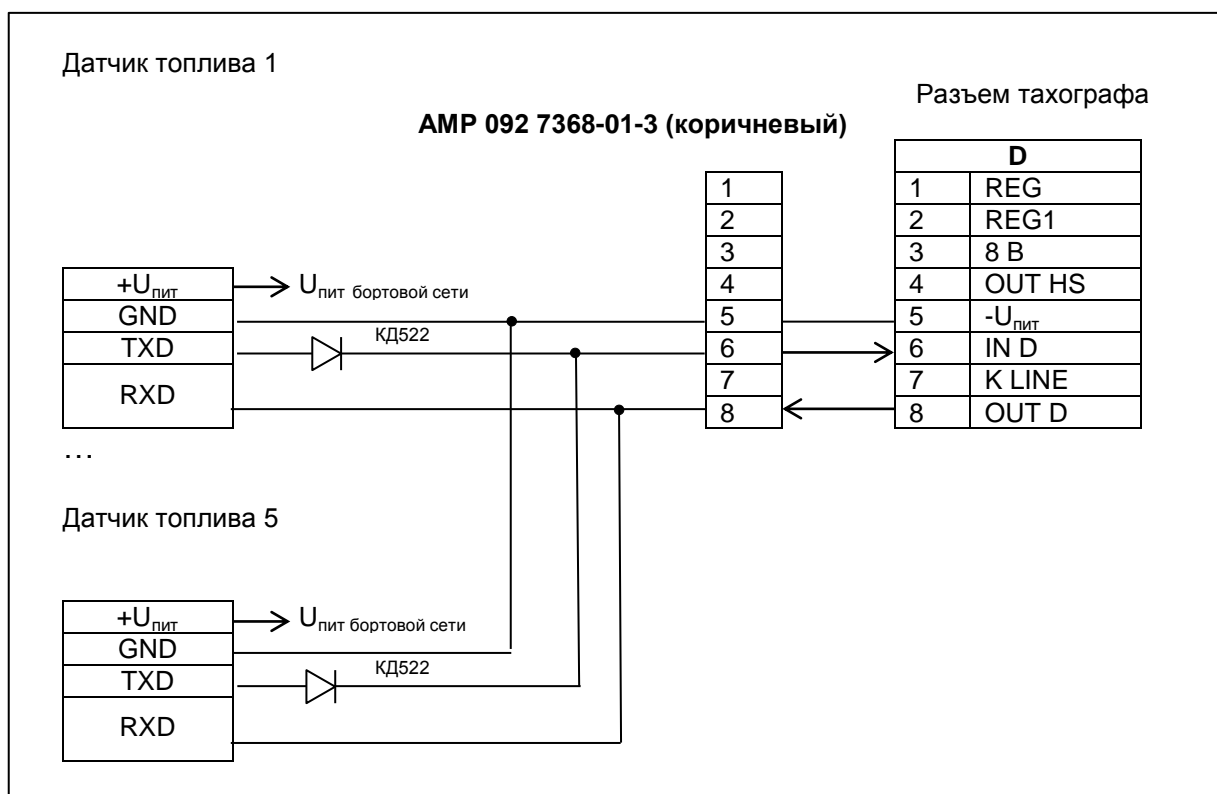 Датчик топлива 1
Разъем тахографа
AMP 092 7368-01-3 (коричневый)
D
1 1 REG
2 2 REG1
3 3 8 В
+Uпит Uпит бортовой сети 4 4 OUT HS
GND 5 5 -Uпит
КД522
TXD 6 6 IN D
7 7 K LINE
RXD
8 8 OUT D
…
Датчик топлива 5
+Uпит Uпит бортовой сети
GND
КД522
TXD
RXD